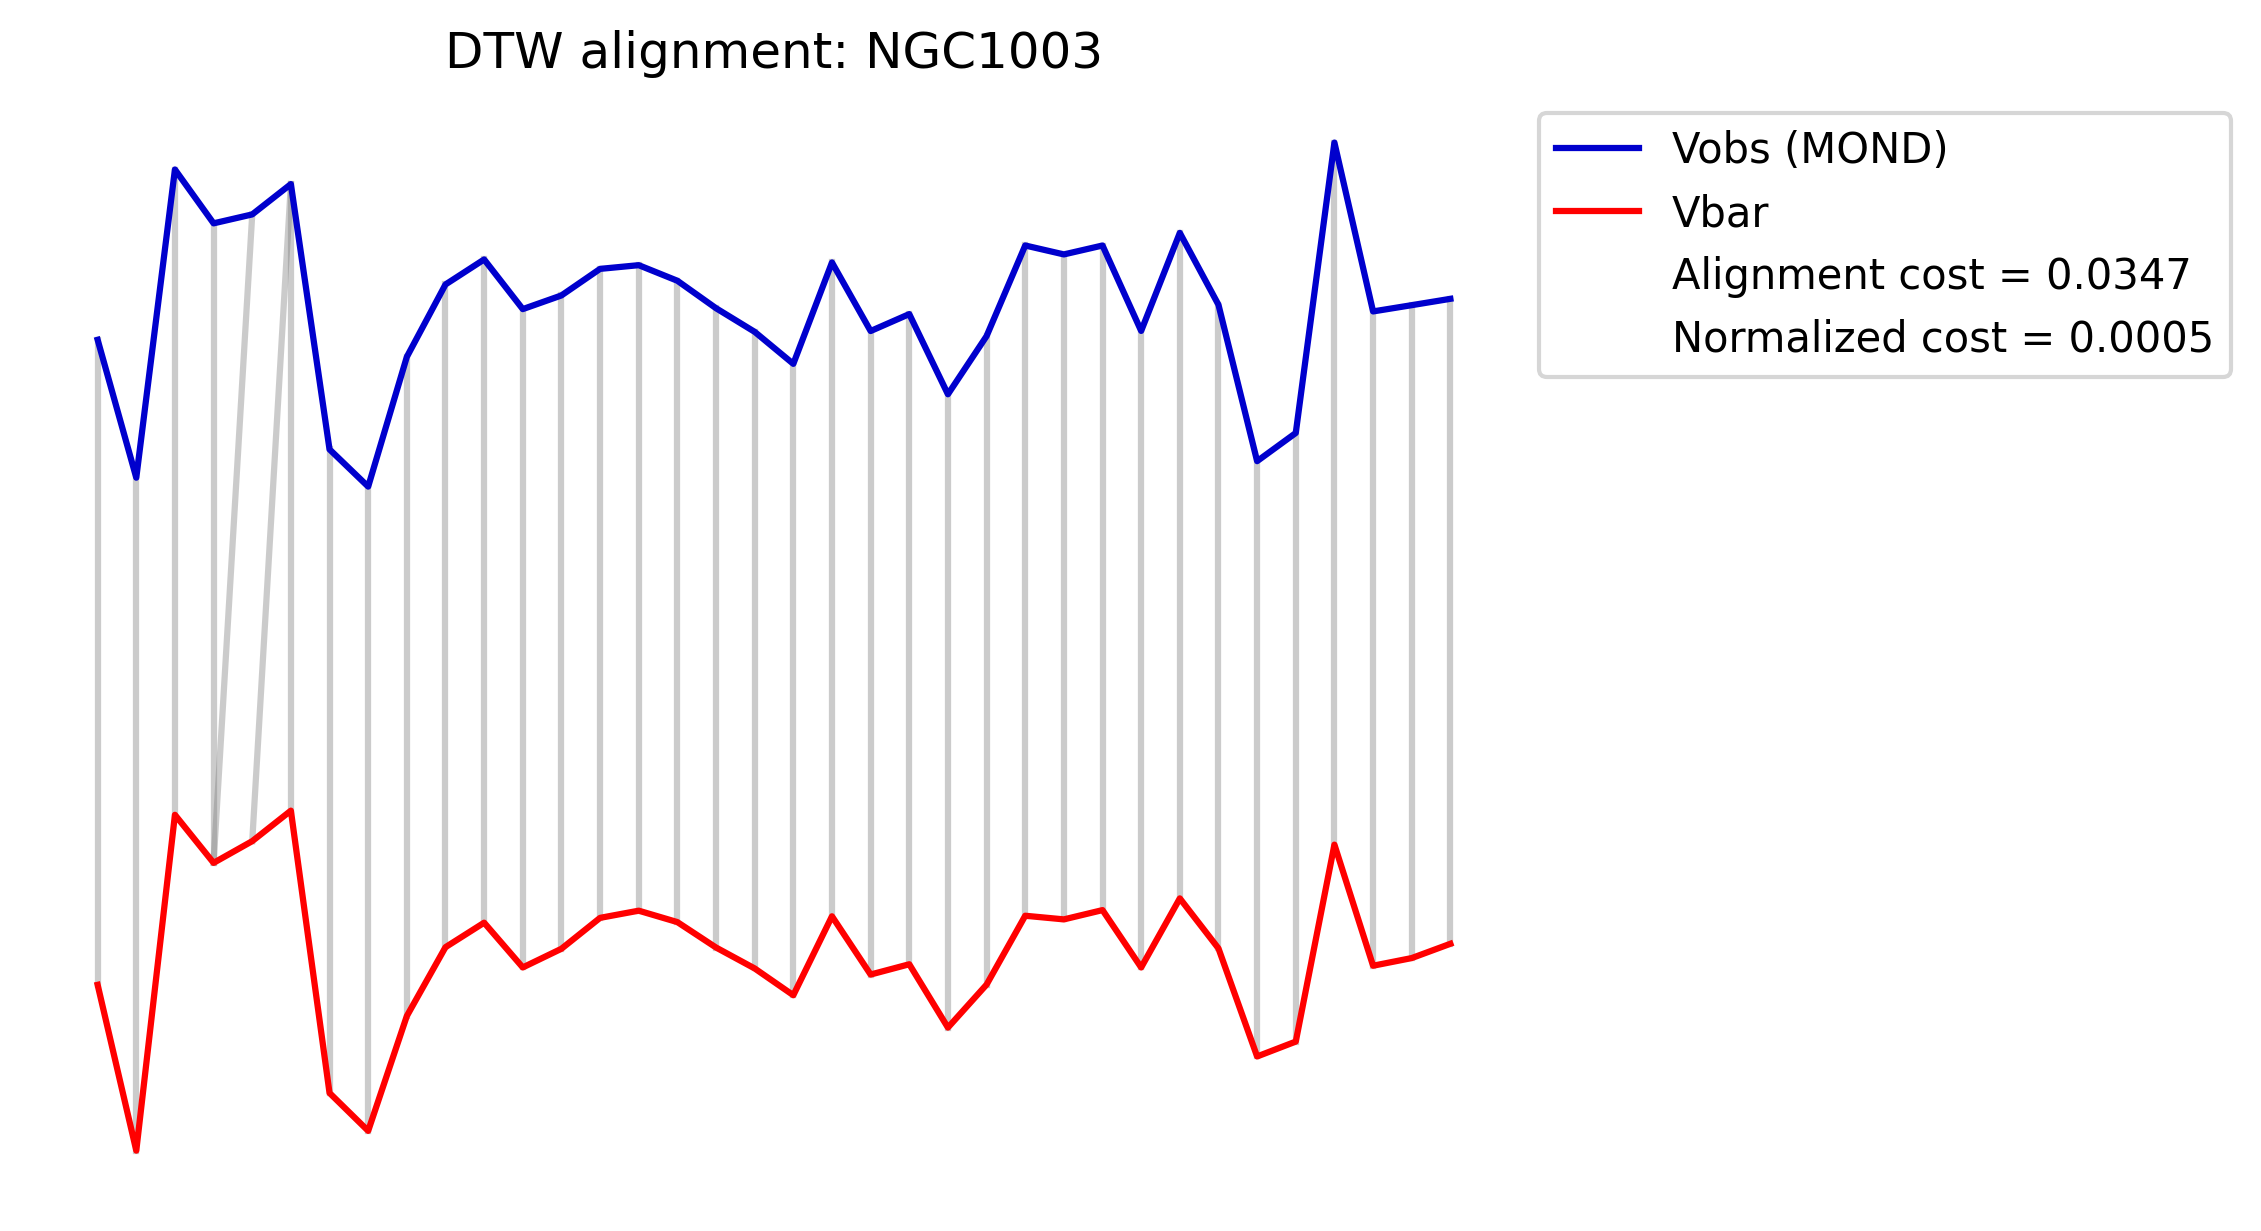 DTW alignment: NGC1003
Vobs (MOND)
Vbar
Alignment cost = 0.0347
Normalized cost = 0.0005